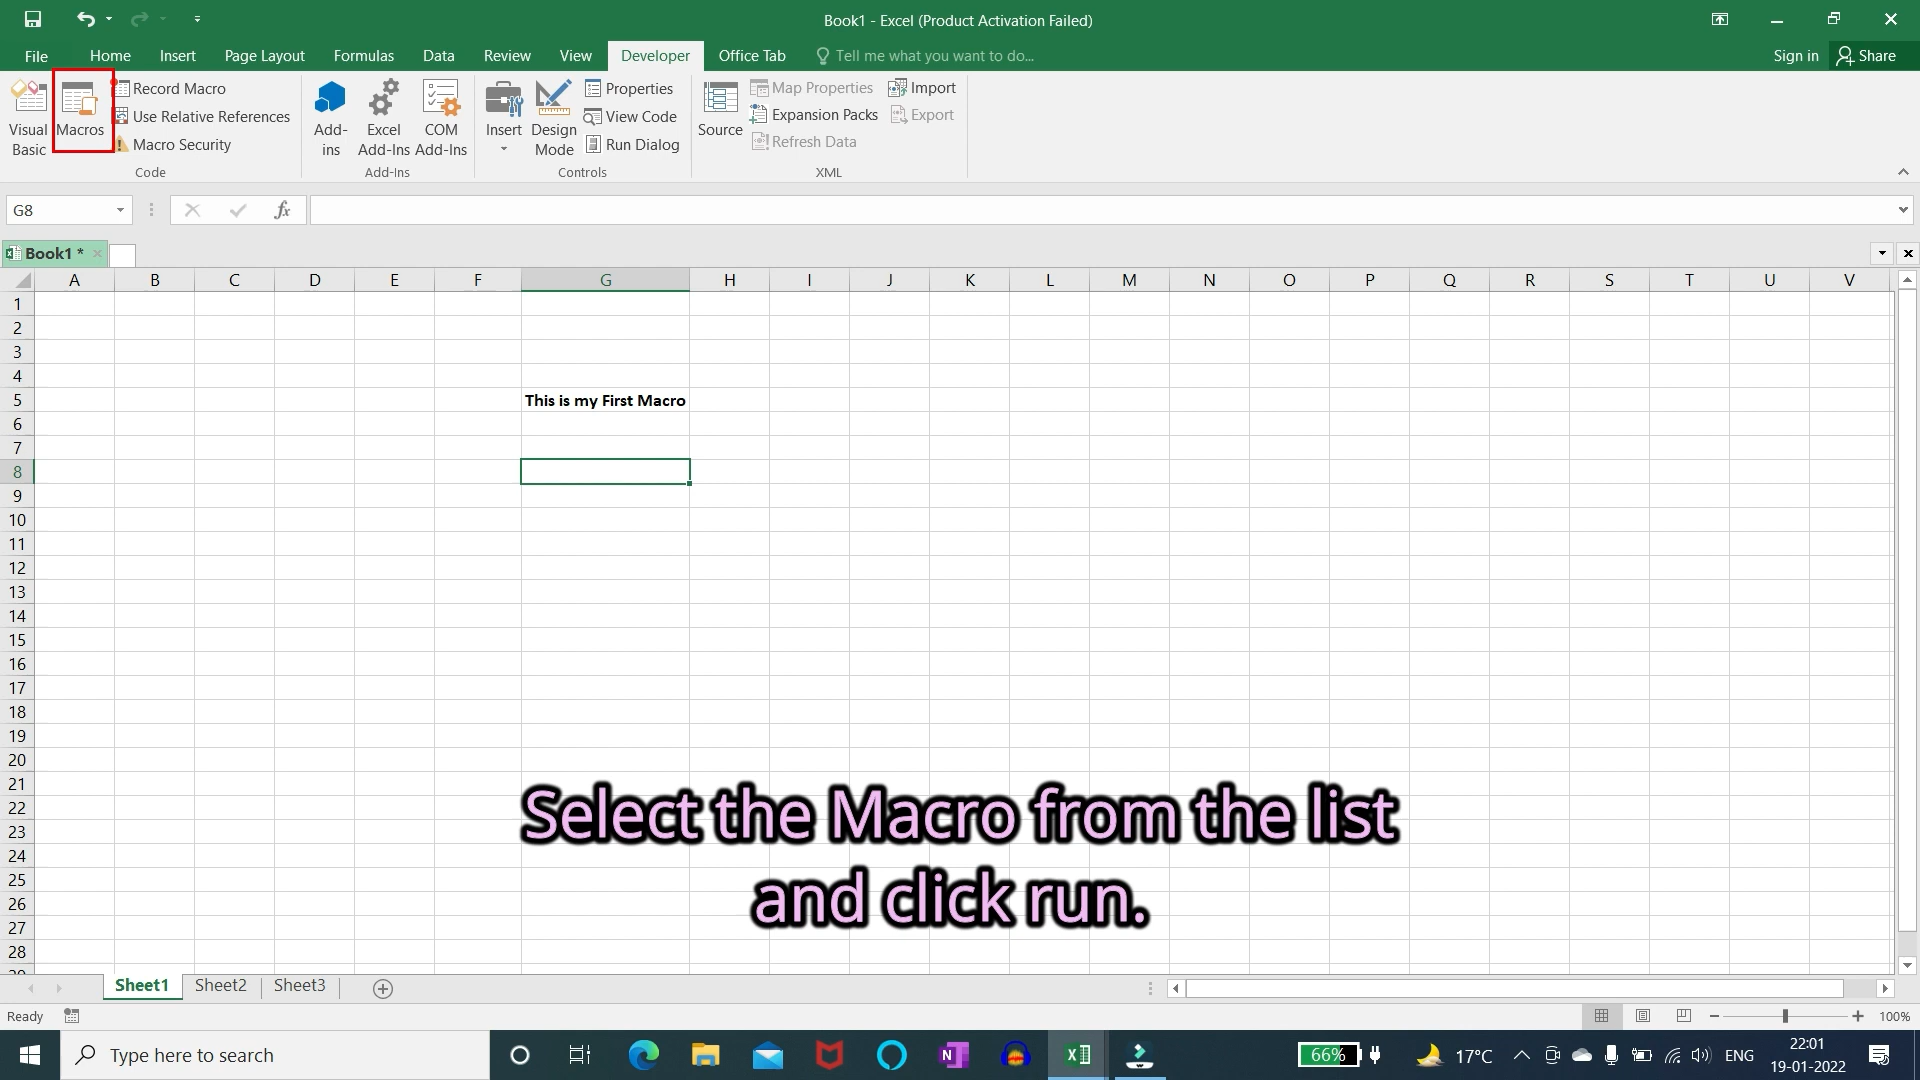 Book1 - Excel (Product Activation Failed)
File Home Insert Page Layout Formulas Data Review View Developer Office Tab Tell me what you want to do... Sign in Share
Visual Basic
Macros
Record Macro
Use Relative References
Macro Security
Code
Add-ins
Excel Add-Ins
COM Add-Ins
Add-Ins
Insert
Design Mode
Properties
View Code
Run Dialog
Controls
Source
Map Properties
Expansion Packs
Refresh Data
Import
Export
XML
G8
fx
Book1 *
A B C D E F G H I J K L M N O P Q R S T U V
1
2
3
4
5 This is my First Macro
6
7
8
9
10
11
12
13
14
15
16
17
18
19
20
21
22
23
24
25
26
27
28
29
Select the Macro from the list
and click run.
Sheet1 Sheet2 Sheet3
Ready 100%
Type here to search
66% 17°C ENG 22:01
19-01-2022